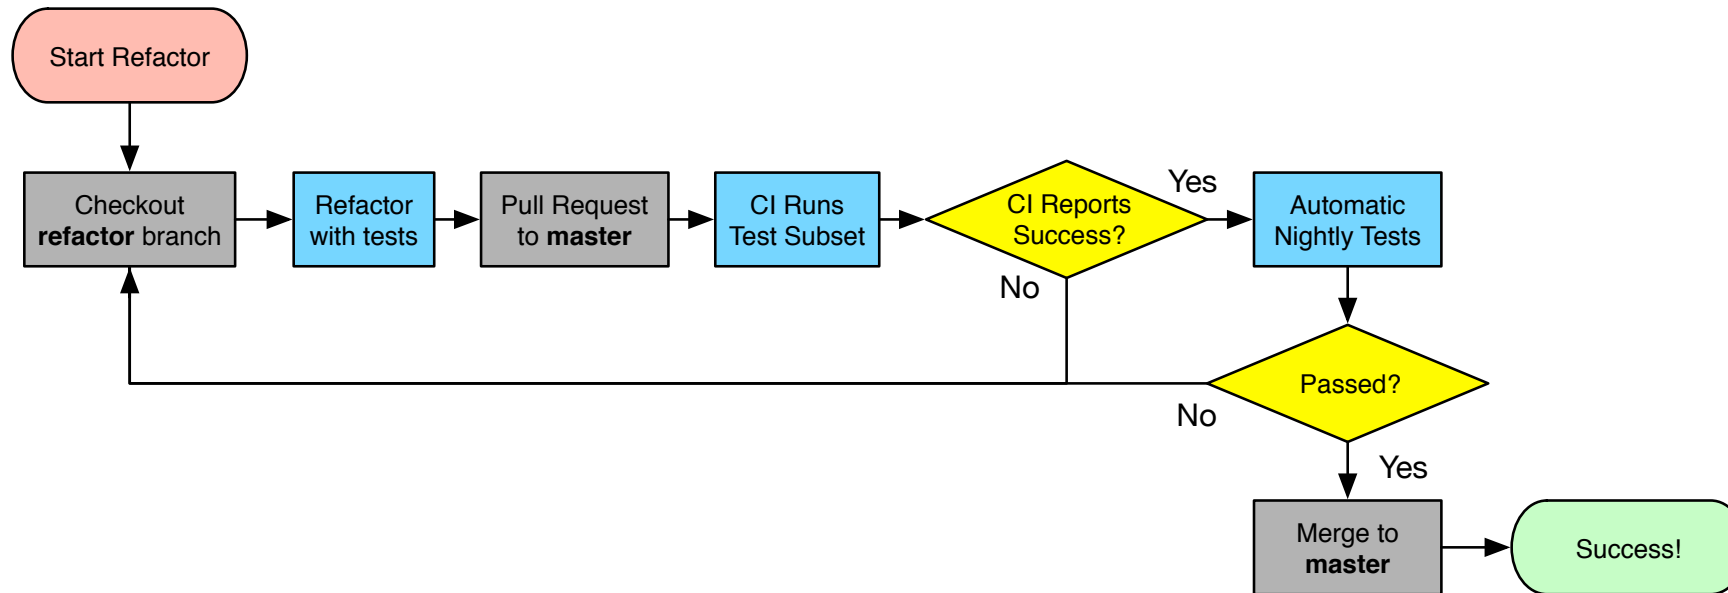 Start Refactor
Checkout
refactor branch
Refactor
with tests
Pull Request
to master
CI Runs
Test Subset
CI Reports
Success?
Yes
No
Automatic
Nightly Tests
Passed?
No
Yes
Merge to
master
Success!